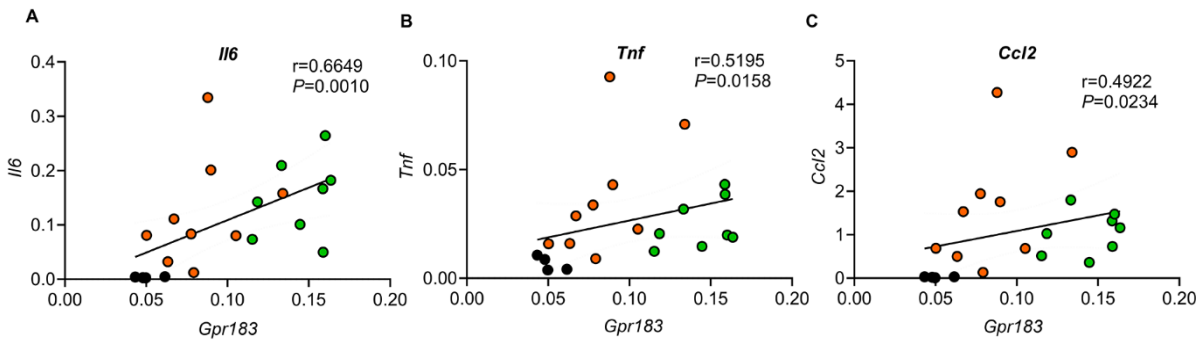 A
Il6
r=0.6649
P=0.0010
0.4
0.3
0.2
0.1
0.0
Il6
0.00 0.05 0.10 0.15 0.20
Gpr183
B
Tnf
r=0.5195
P=0.0158
0.10
0.05
0.00
Tnf
0.00 0.05 0.10 0.15 0.20
Gpr183
C
Ccl2
r=0.4922
P=0.0234
5
4
3
2
1
0
Ccl2
0.00 0.05 0.10 0.15 0.20
Gpr183